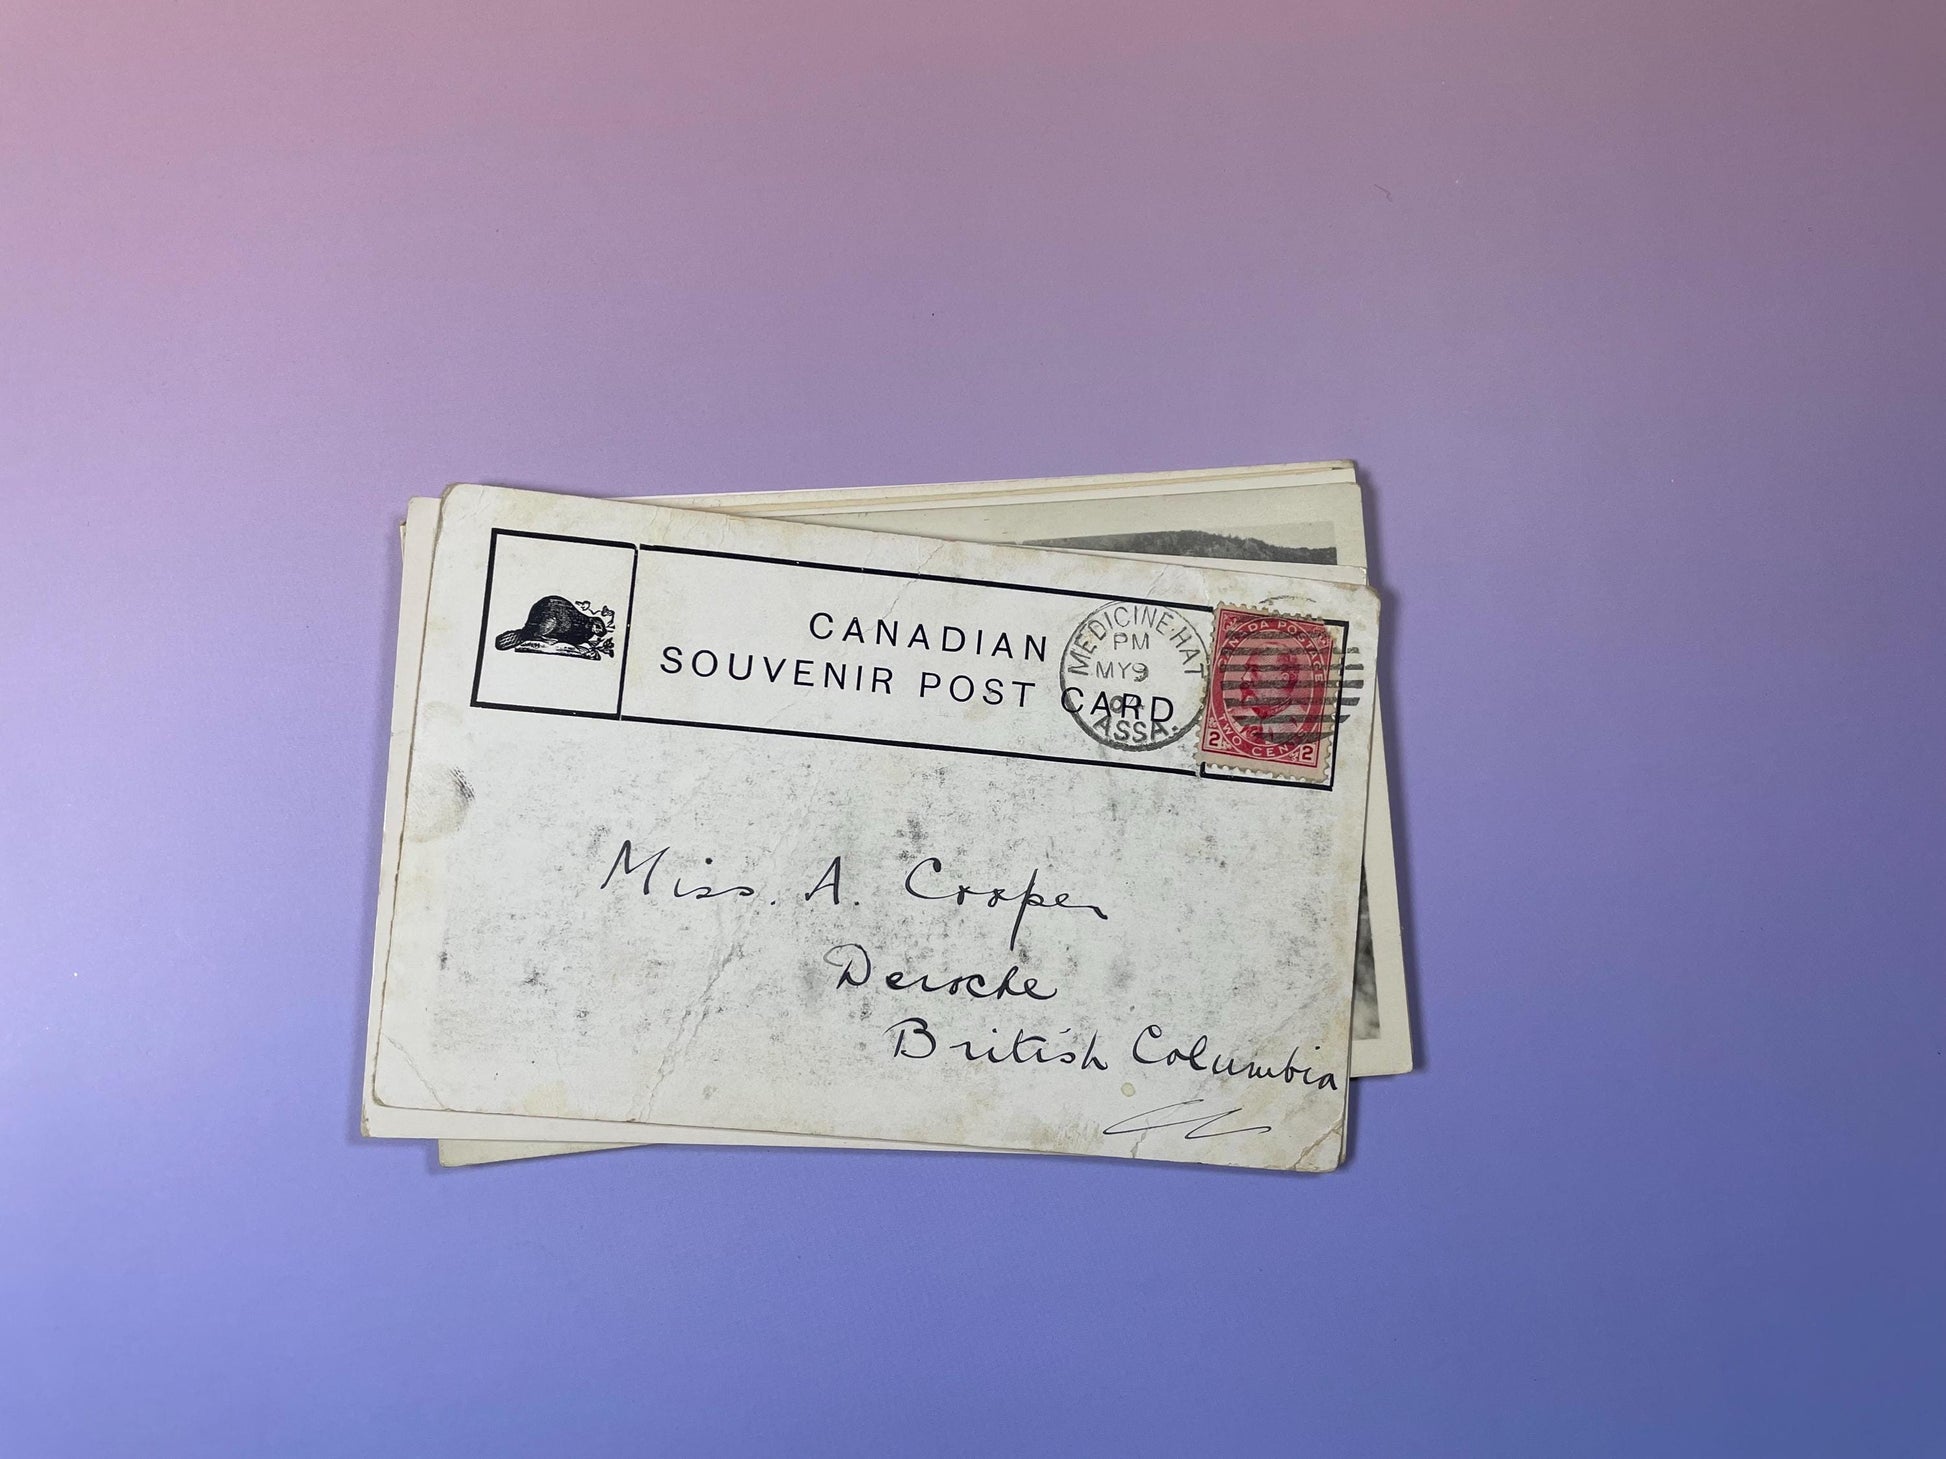 CANADIAN
SOUVENIR POST CARD
MEDICINE-HAT
PM
MY 9
ASSA.
CANADA POSTAGE
2 TWO CENTS 2
Miss. A. Cooper
Deroche
British Columbia